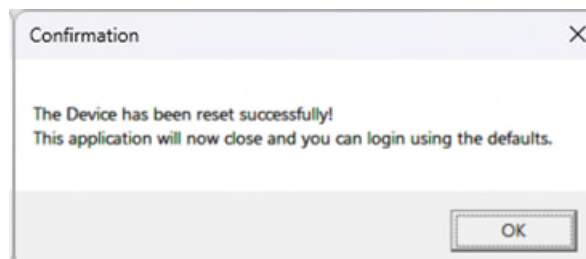 Confirmation
The Device has been reset successfully!
This application will now close and you can login using the defaults.
OK